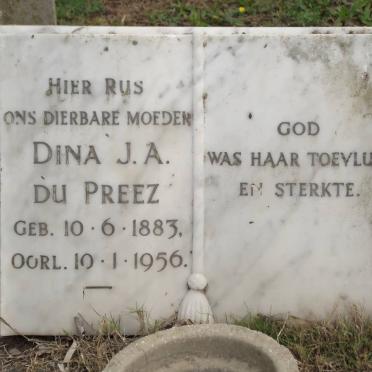 HIER RUS
ONS DIERBARE MOEDER
DINA J. A.
DU PREEZ
GEB. 10 · 6 · 1883,
OORL. 10 · 1 · 1956.
GOD
WAS HAAR TOEVLU
EN STERKTE.